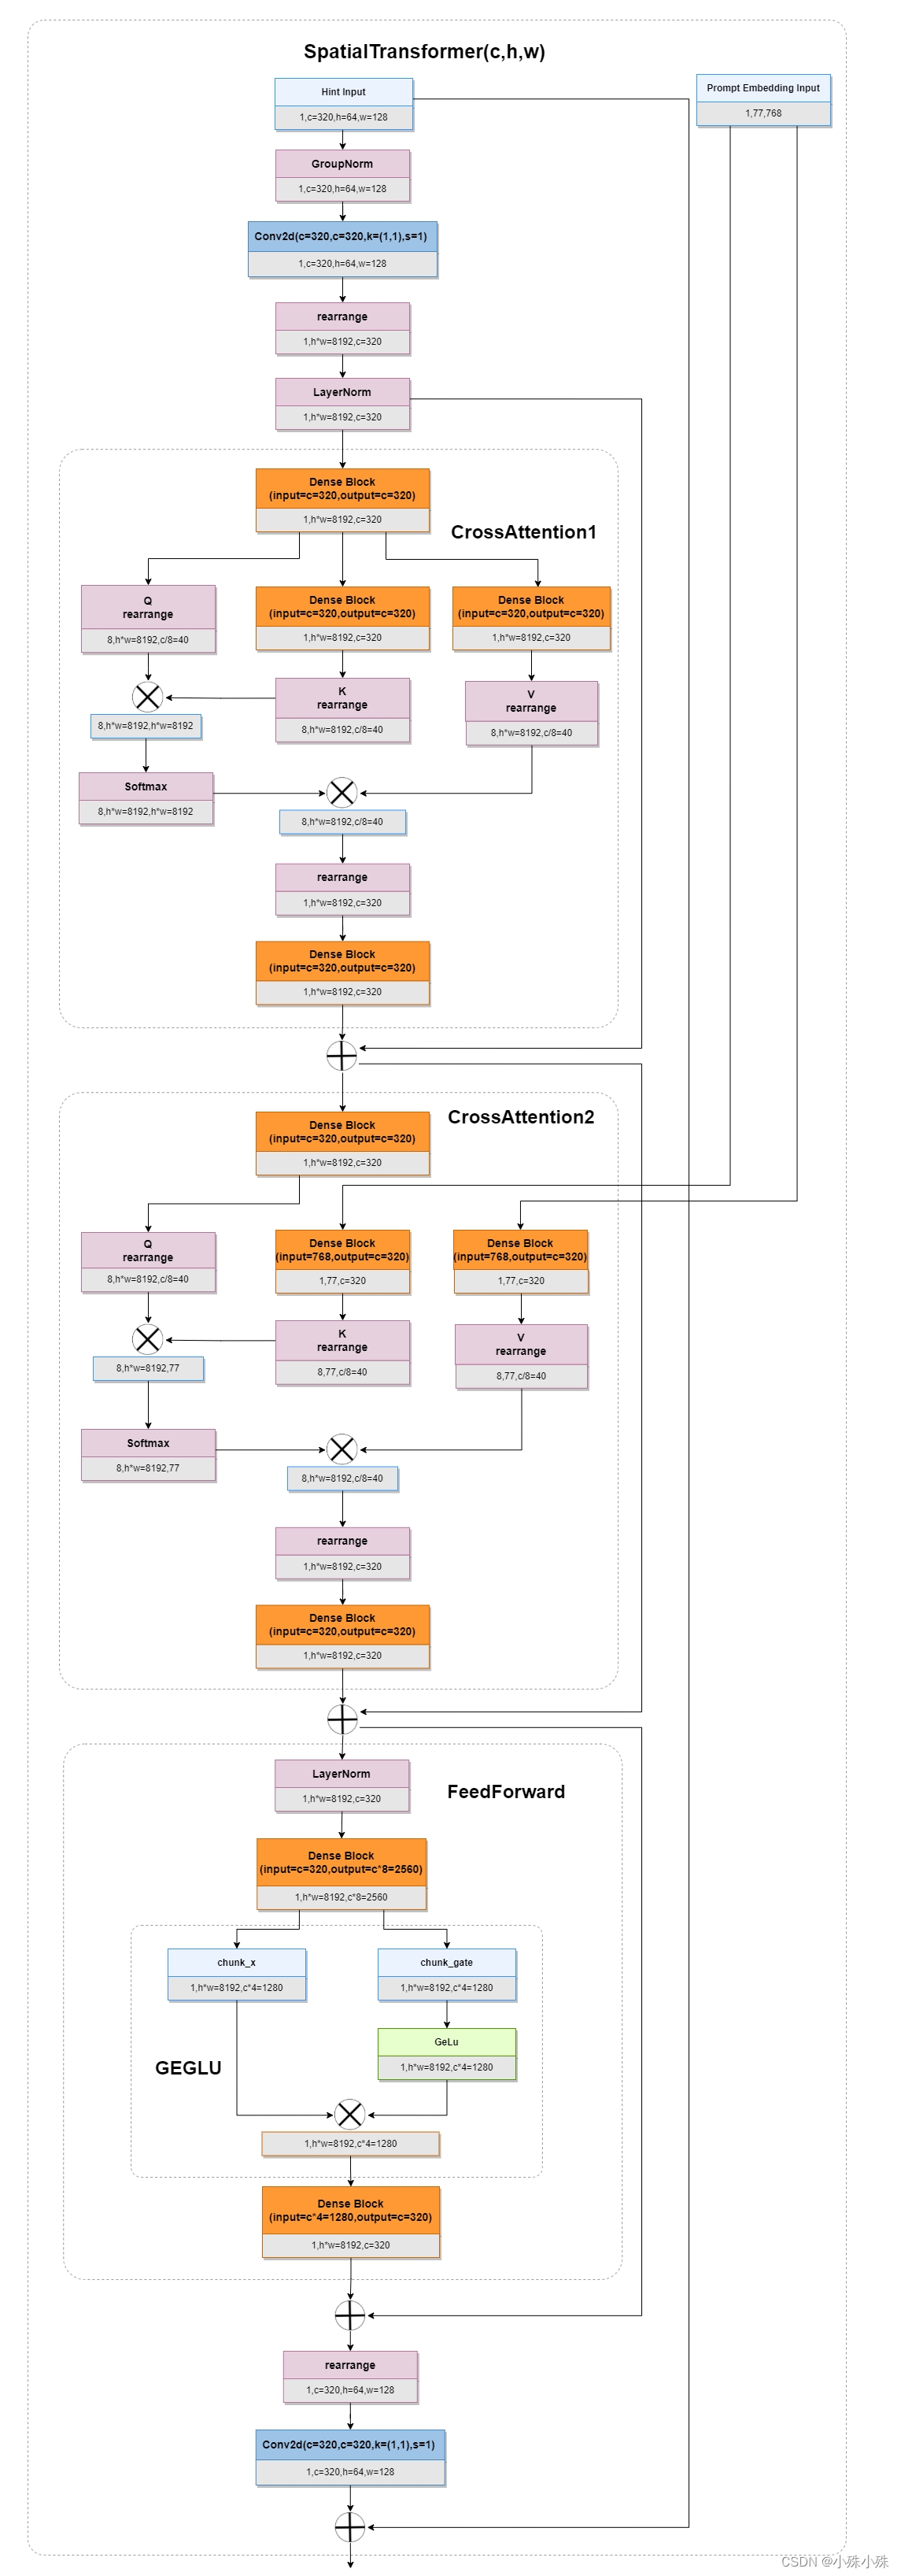 SpatialTransformer(c,h,w)
Hint Input
1,c=320,h=64,w=128
Prompt Embedding Input
1,77,768
GroupNorm
1,c=320,h=64,w=128
Conv2d(c=320,c=320,k=(1,1),s=1)
1,c=320,h=64,w=128
rearrange
1,h*w=8192,c=320
LayerNorm
1,h*w=8192,c=320
Dense Block
(input=c=320,output=c=320)
1,h*w=8192,c=320
CrossAttention1
Q
rearrange
8,h*w=8192,c/8=40
Dense Block
(input=c=320,output=c=320)
1,h*w=8192,c=320
Dense Block
(input=c=320,output=c=320)
1,h*w=8192,c=320
K
rearrange
8,h*w=8192,c/8=40
V
rearrange
8,h*w=8192,c/8=40
8,h*w=8192,h*w=8192
Softmax
8,h*w=8192,h*w=8192
8,h*w=8192,c/8=40
rearrange
1,h*w=8192,c=320
Dense Block
(input=c=320,output=c=320)
1,h*w=8192,c=320
CrossAttention2
Dense Block
(input=c=320,output=c=320)
1,h*w=8192,c=320
Q
rearrange
8,h*w=8192,c/8=40
Dense Block
(input=768,output=c=320)
1,77,c=320
Dense Block
(input=768,output=c=320)
1,77,c=320
K
rearrange
8,77,c/8=40
V
rearrange
8,77,c/8=40
8,h*w=8192,77
Softmax
8,h*w=8192,77
8,h*w=8192,c/8=40
rearrange
1,h*w=8192,c=320
Dense Block
(input=c=320,output=c=320)
1,h*w=8192,c=320
LayerNorm
1,h*w=8192,c=320
FeedForward
Dense Block
(input=c=320,output=c*8=2560)
1,h*w=8192,c*8=2560
chunk_x
1,h*w=8192,c*4=1280
chunk_gate
1,h*w=8192,c*4=1280
GeLu
1,h*w=8192,c*4=1280
GEGLU
1,h*w=8192,c*4=1280
Dense Block
(input=c*4=1280,output=c=320)
1,h*w=8192,c=320
rearrange
1,c=320,h=64,w=128
Conv2d(c=320,c=320,k=(1,1),s=1)
1,c=320,h=64,w=128
CSDN @小殊小殊